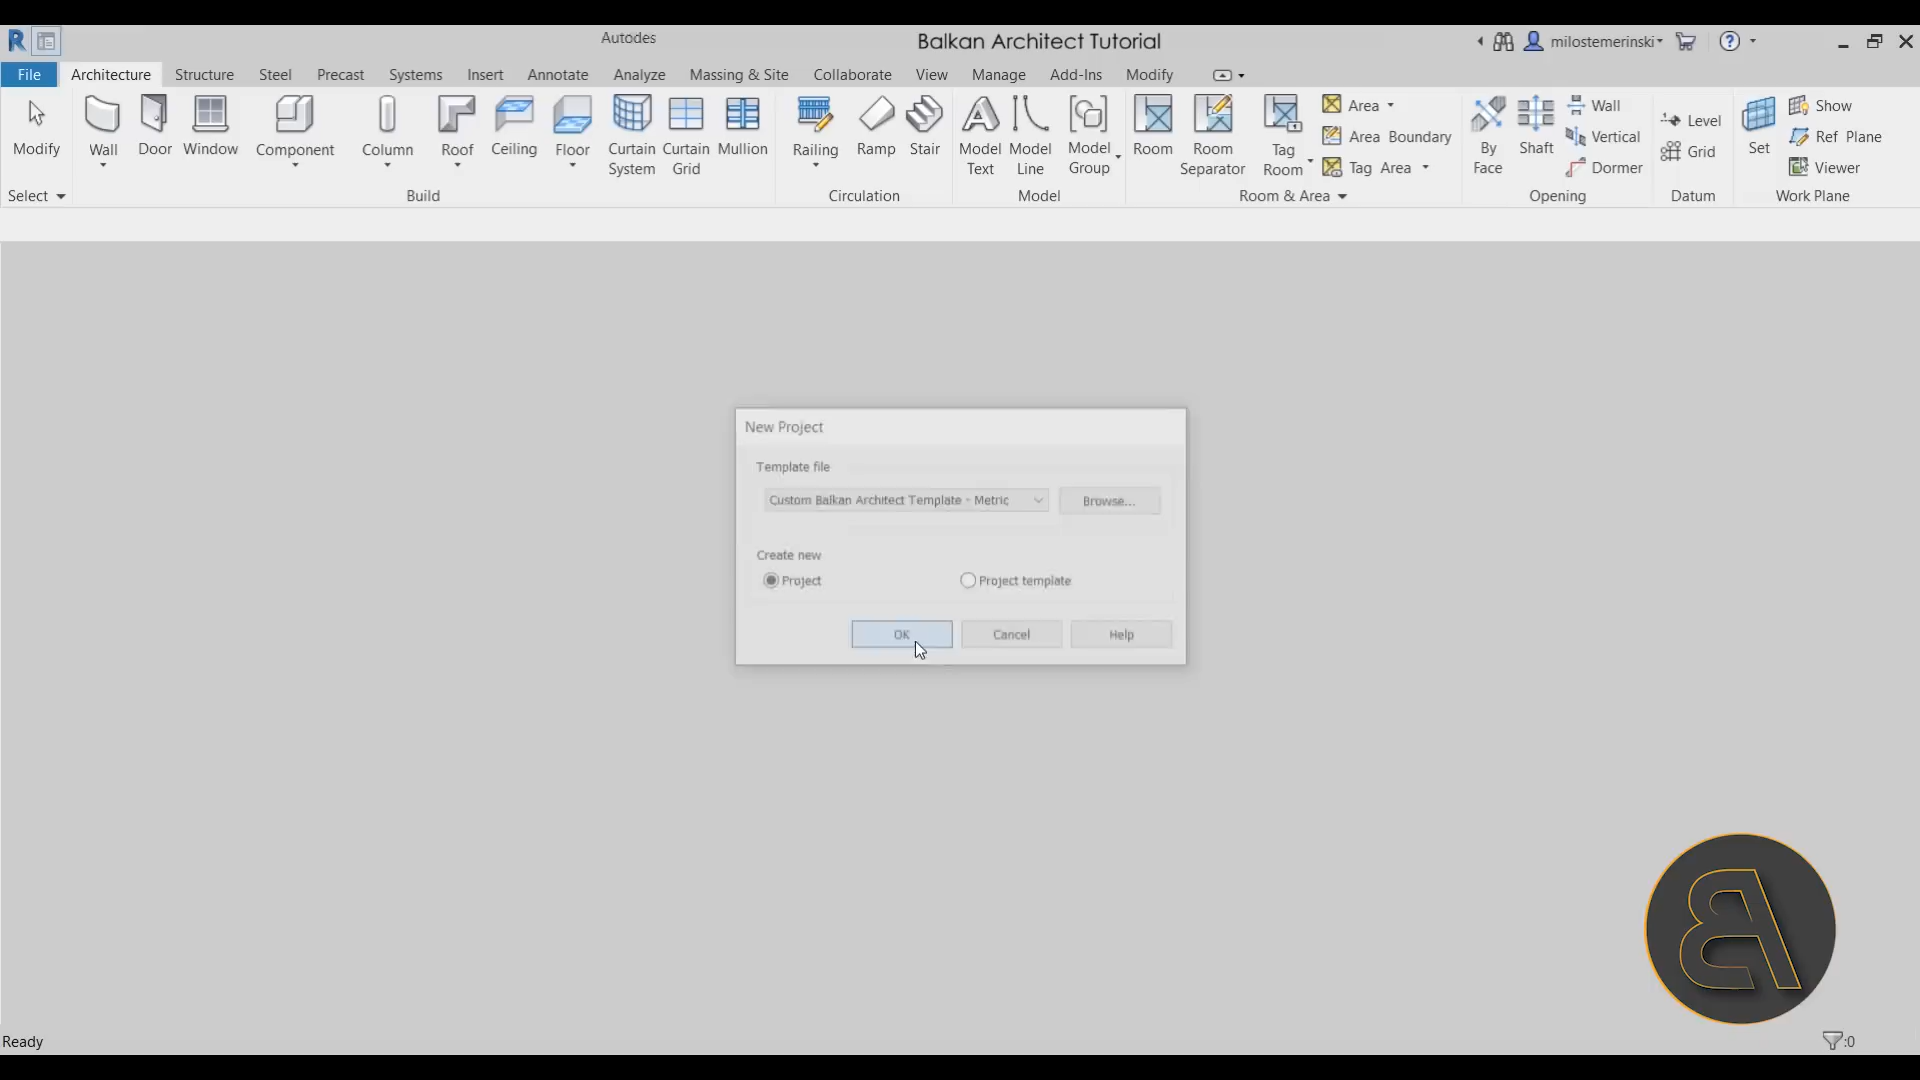 Autodes
Balkan Architect Tutorial
milostemerinski
File Architecture Structure Steel Precast Systems Insert Annotate Analyze Massing & Site Collaborate View Manage Add-Ins Modify
Modify
Wall
Door
Window
Component
Column
Roof
Ceiling
Floor
Curtain
System
Curtain
Grid
Mullion
Railing
Ramp
Stair
Model
Text
Model
Line
Model
Group
Room
Room
Separator
Tag
Room
Area
Area Boundary
Tag Area
By
Face
Shaft
Wall
Vertical
Dormer
Level
Grid
Set
Show
Ref Plane
Viewer
Select
Build
Circulation
Model
Room & Area
Opening
Datum
Work Plane
New Project
Template file
Custom Balkan Architect Template - Metric
Browse...
Create new
Project
Project template
OK
Cancel
Help
Ready
:0